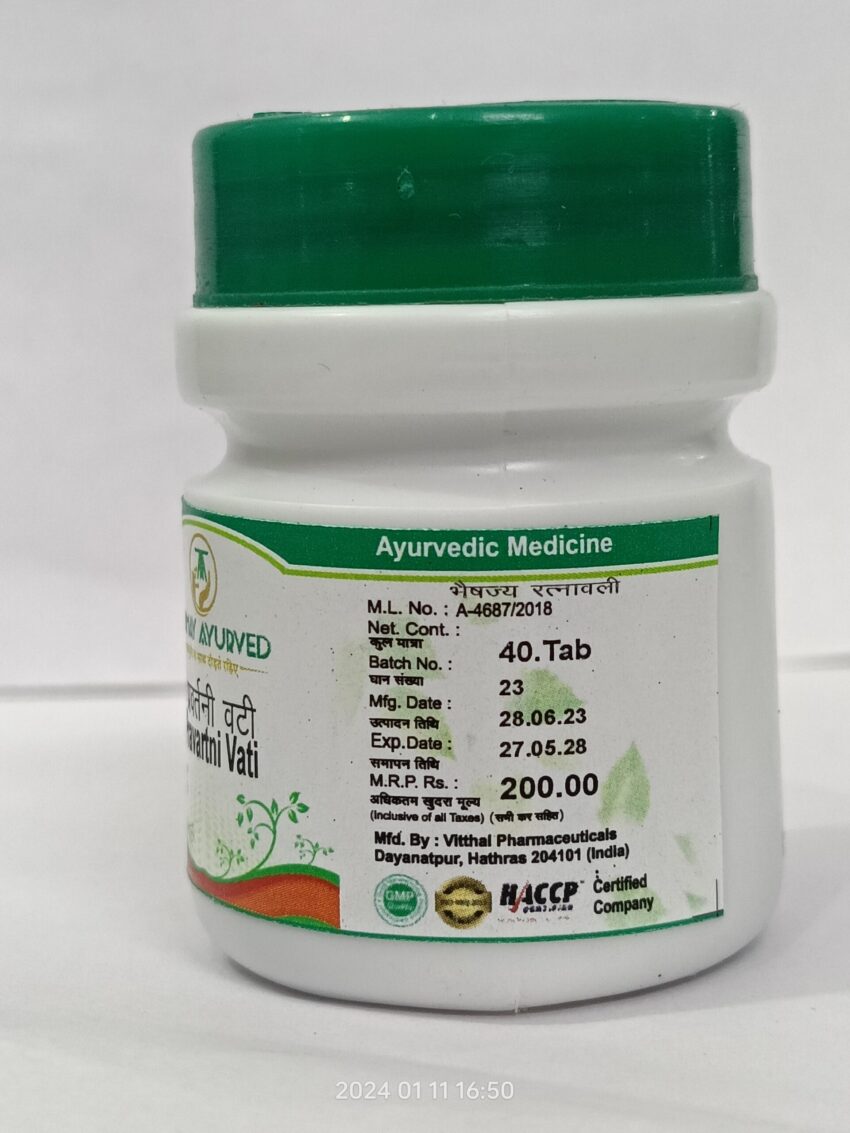 AYURVED
वटी
Vati
Ayurvedic Medicine
भैषज्य रत्नावली
M.L. No. : A-4687/2018
Net. Cont. :
कुल मात्रा
40.Tab
Batch No. :
घान संख्या
23
Mfg. Date :
उत्पादन तिथि
28.06.23
Exp.Date :
समापन तिथि
27.05.28
M.R.P. Rs. :
200.00
अधिकतम खुदरा मूल्य
(Inclusive of all Taxes) (सभी कर सहित)
Mfd. By : Vitthal Pharmaceuticals
Dayanatpur, Hathras 204101 (India)
GMP
HACCP
Certified
Company
2024 01 11 16:50